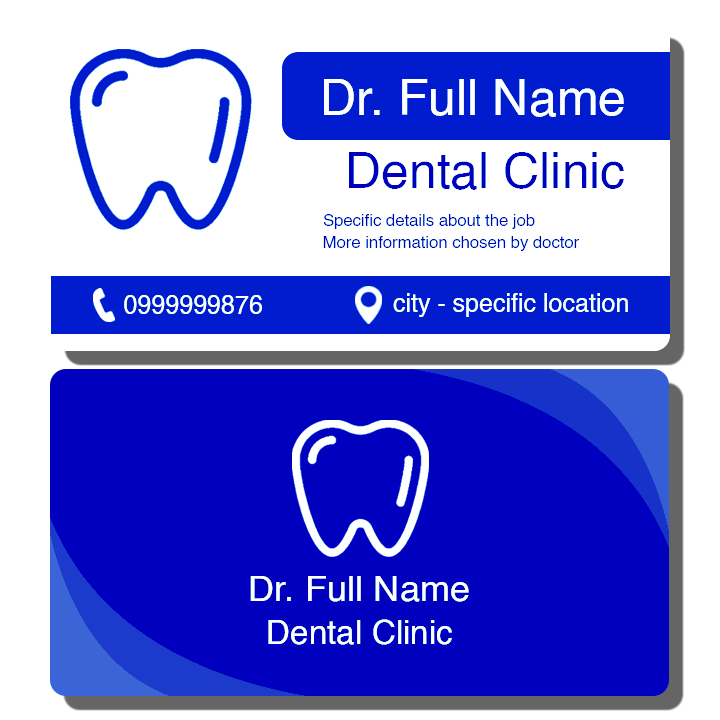 Dr. Full Name
Dental Clinic
Specific details about the job
More information chosen by doctor
0999999876
city - specific location
Dr. Full Name
Dental Clinic